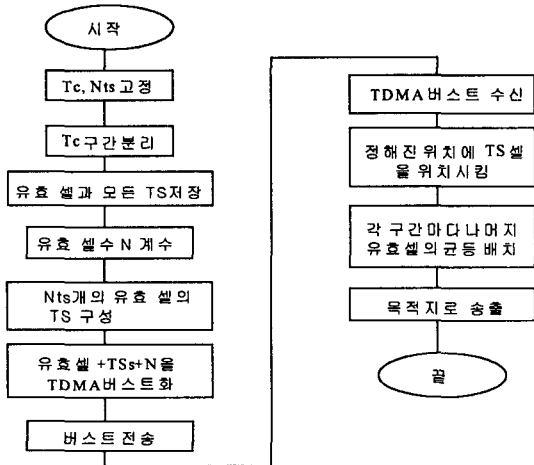 시작
Tc, Nts 고정
Tc 구간분리
유효 셀과 모든 TS저장
유효 셀수 N 계수
Nts개의 유효 셀의
TS 구성
유효셀 +TSs+N을
TDMA버스트화
버스트전송
TDMA버스트 수신
정해진 위치에 TS셀
을 위치시킴
각 구간마다나머지
유효셀의균등 배치
목적지로 송출
끝